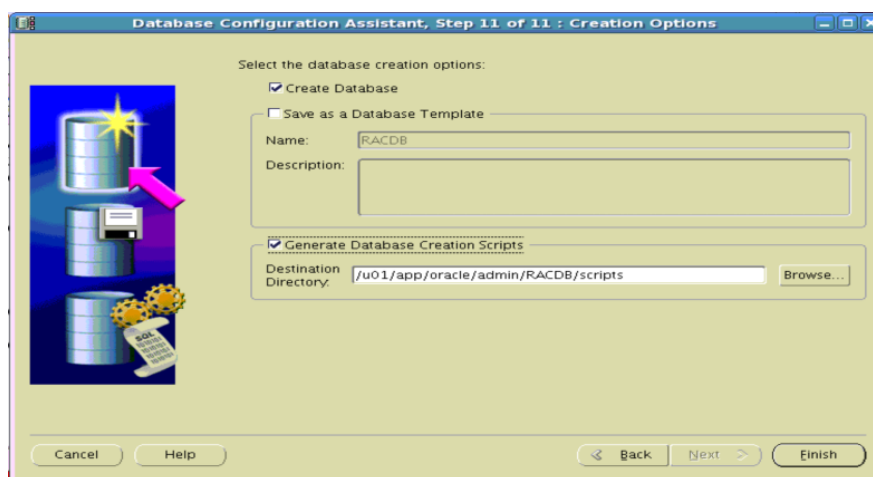 Database Configuration Assistant, Step 11 of 11 : Creation Options
Select the database creation options:
Create Database
Save as a Database Template
Name:
RACDB
Description:
Generate Database Creation Scripts
Destination
Directory:
/u01/app/oracle/admin/RACDB/scripts
Browse...
SQL
Cancel
Help
Back
Next
Finish